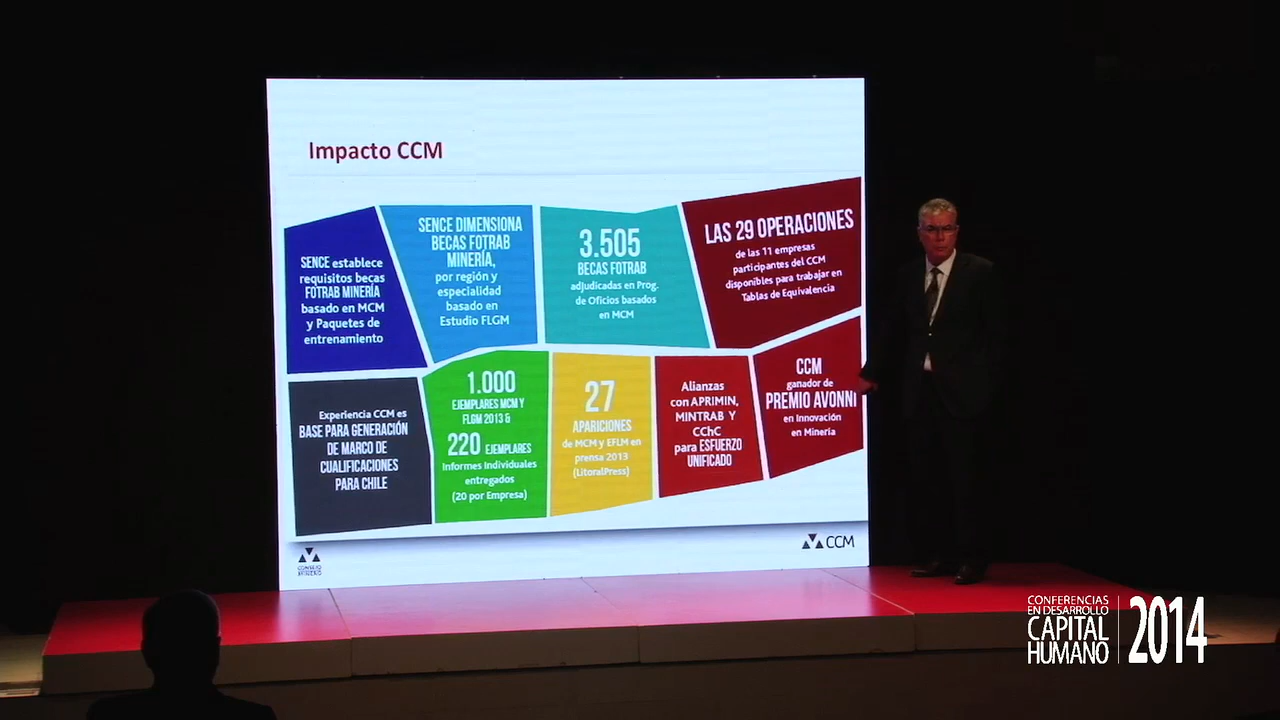 Impacto CCM
SENCE establece
requisitos becas
FOTRAB MINERÍA
basado en MCM
y Paquetes de
entrenamiento
SENCE DIMENSIONA
BECAS FOTRAB
MINERÍA,
por región y
especialidad
basado en
Estudio FLGM
3.505
BECAS FOTRAB
adjudicadas en Prog.
de Oficios basados
en MCM
LAS 29 OPERACIONES
de las 11 empresas
participantes del CCM
disponibles para trabajar en
Tablas de Equivalencia
Experiencia CCM es
BASE PARA GENERACIÓN
DE MARCO DE
CUALIFICACIONES
PARA CHILE
1.000
EJEMPLARES MCM Y
FLGM 2013 &
220 EJEMPLARES
Informes Individuales
entregados
(20 por Empresa)
27
APARICIONES
de MCM y EFLM en
prensa 2013
(LitoralPress)
Alianzas
con APRIMIN,
MINTRAB Y
CChC
para ESFUERZO
UNIFICADO
CCM
ganador de
PREMIO AVONNI
en Innovación
en Minería
CONSEJO
MINERO
CCM
CONFERENCIAS
EN DESARROLLO
CAPITAL
HUMANO
2014